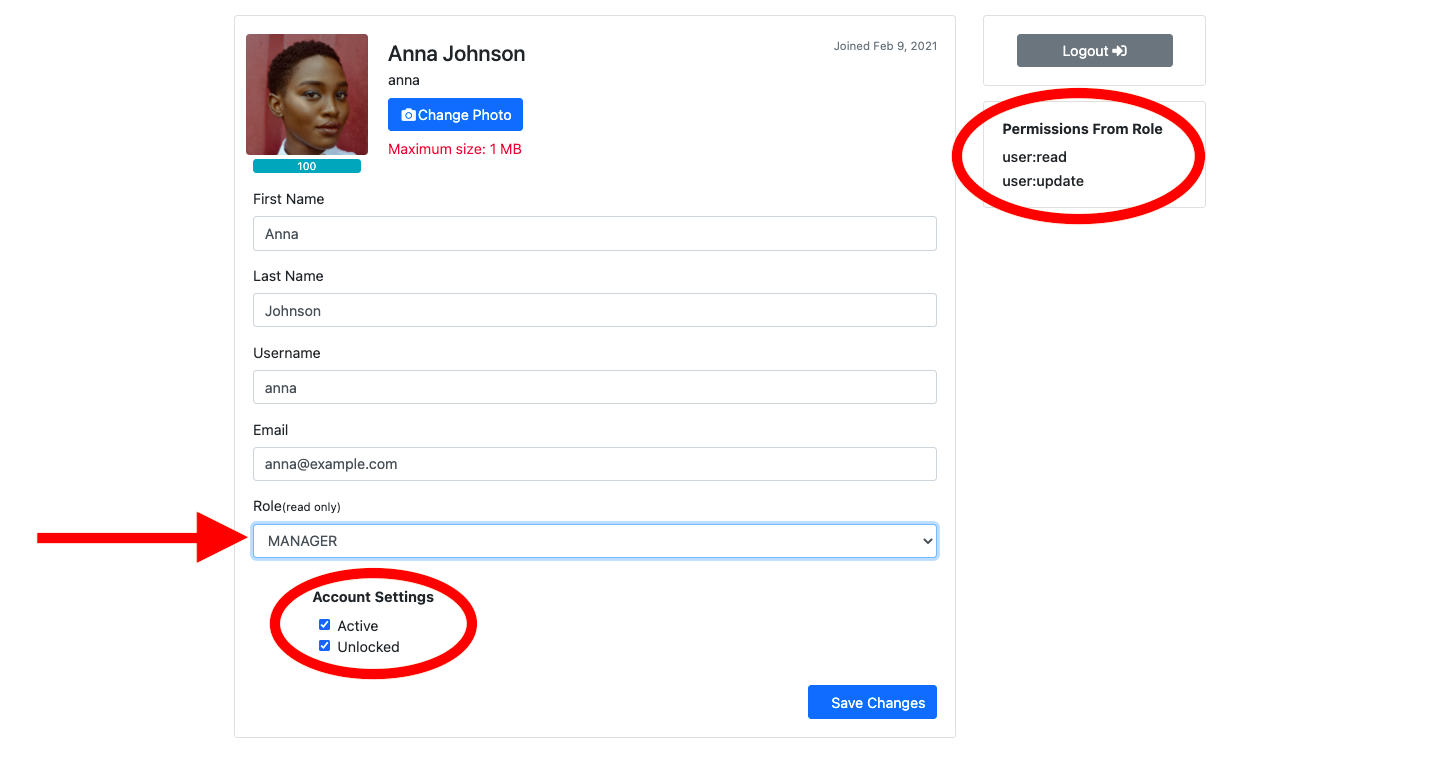 Anna Johnson
Joined Feb 9, 2021
anna
Change Photo
Maximum size: 1 MB
100
First Name
Anna
Last Name
Johnson
Username
anna
Email
anna@example.com
Role(read only)
MANAGER
Account Settings
Active
Unlocked
Save Changes
Logout
Permissions From Role
user:read
user:update